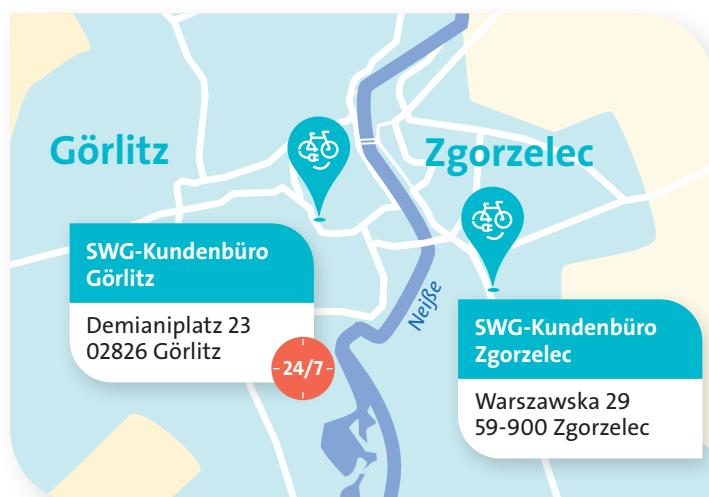 Görlitz
Zgorzelec
SWG-Kundenbüro
Görlitz
Demianiplatz 23
02826 Görlitz
24/7
Neiße
SWG-Kundenbüro
Zgorzelec
Warszawska 29
59-900 Zgorzelec